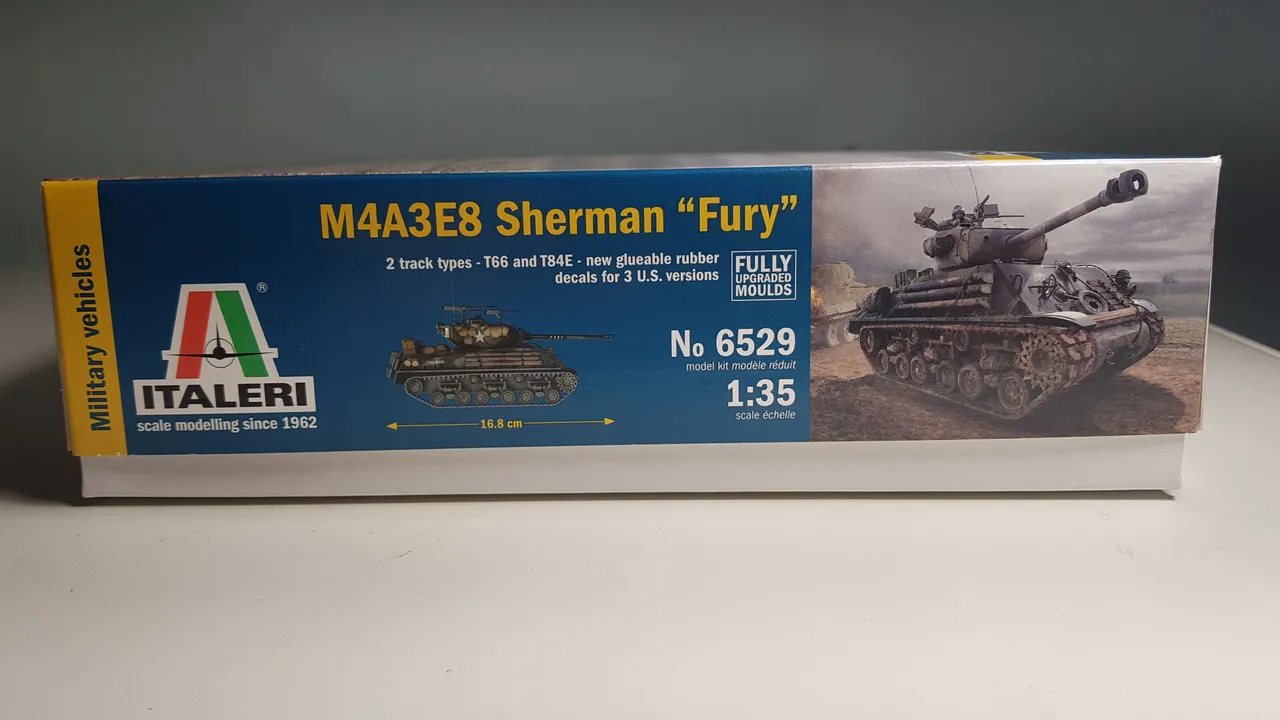 Military vehicles
M4A3E8 Sherman “Fury”
2 track types - T66 and T84E - new glueable rubber
decals for 3 U.S. versions
FULLY
UPGRADED
MOULDS
®
ITALERI
scale modelling since 1962
16.8 cm
No 6529
model kit modèle réduit
1:35
scale échelle